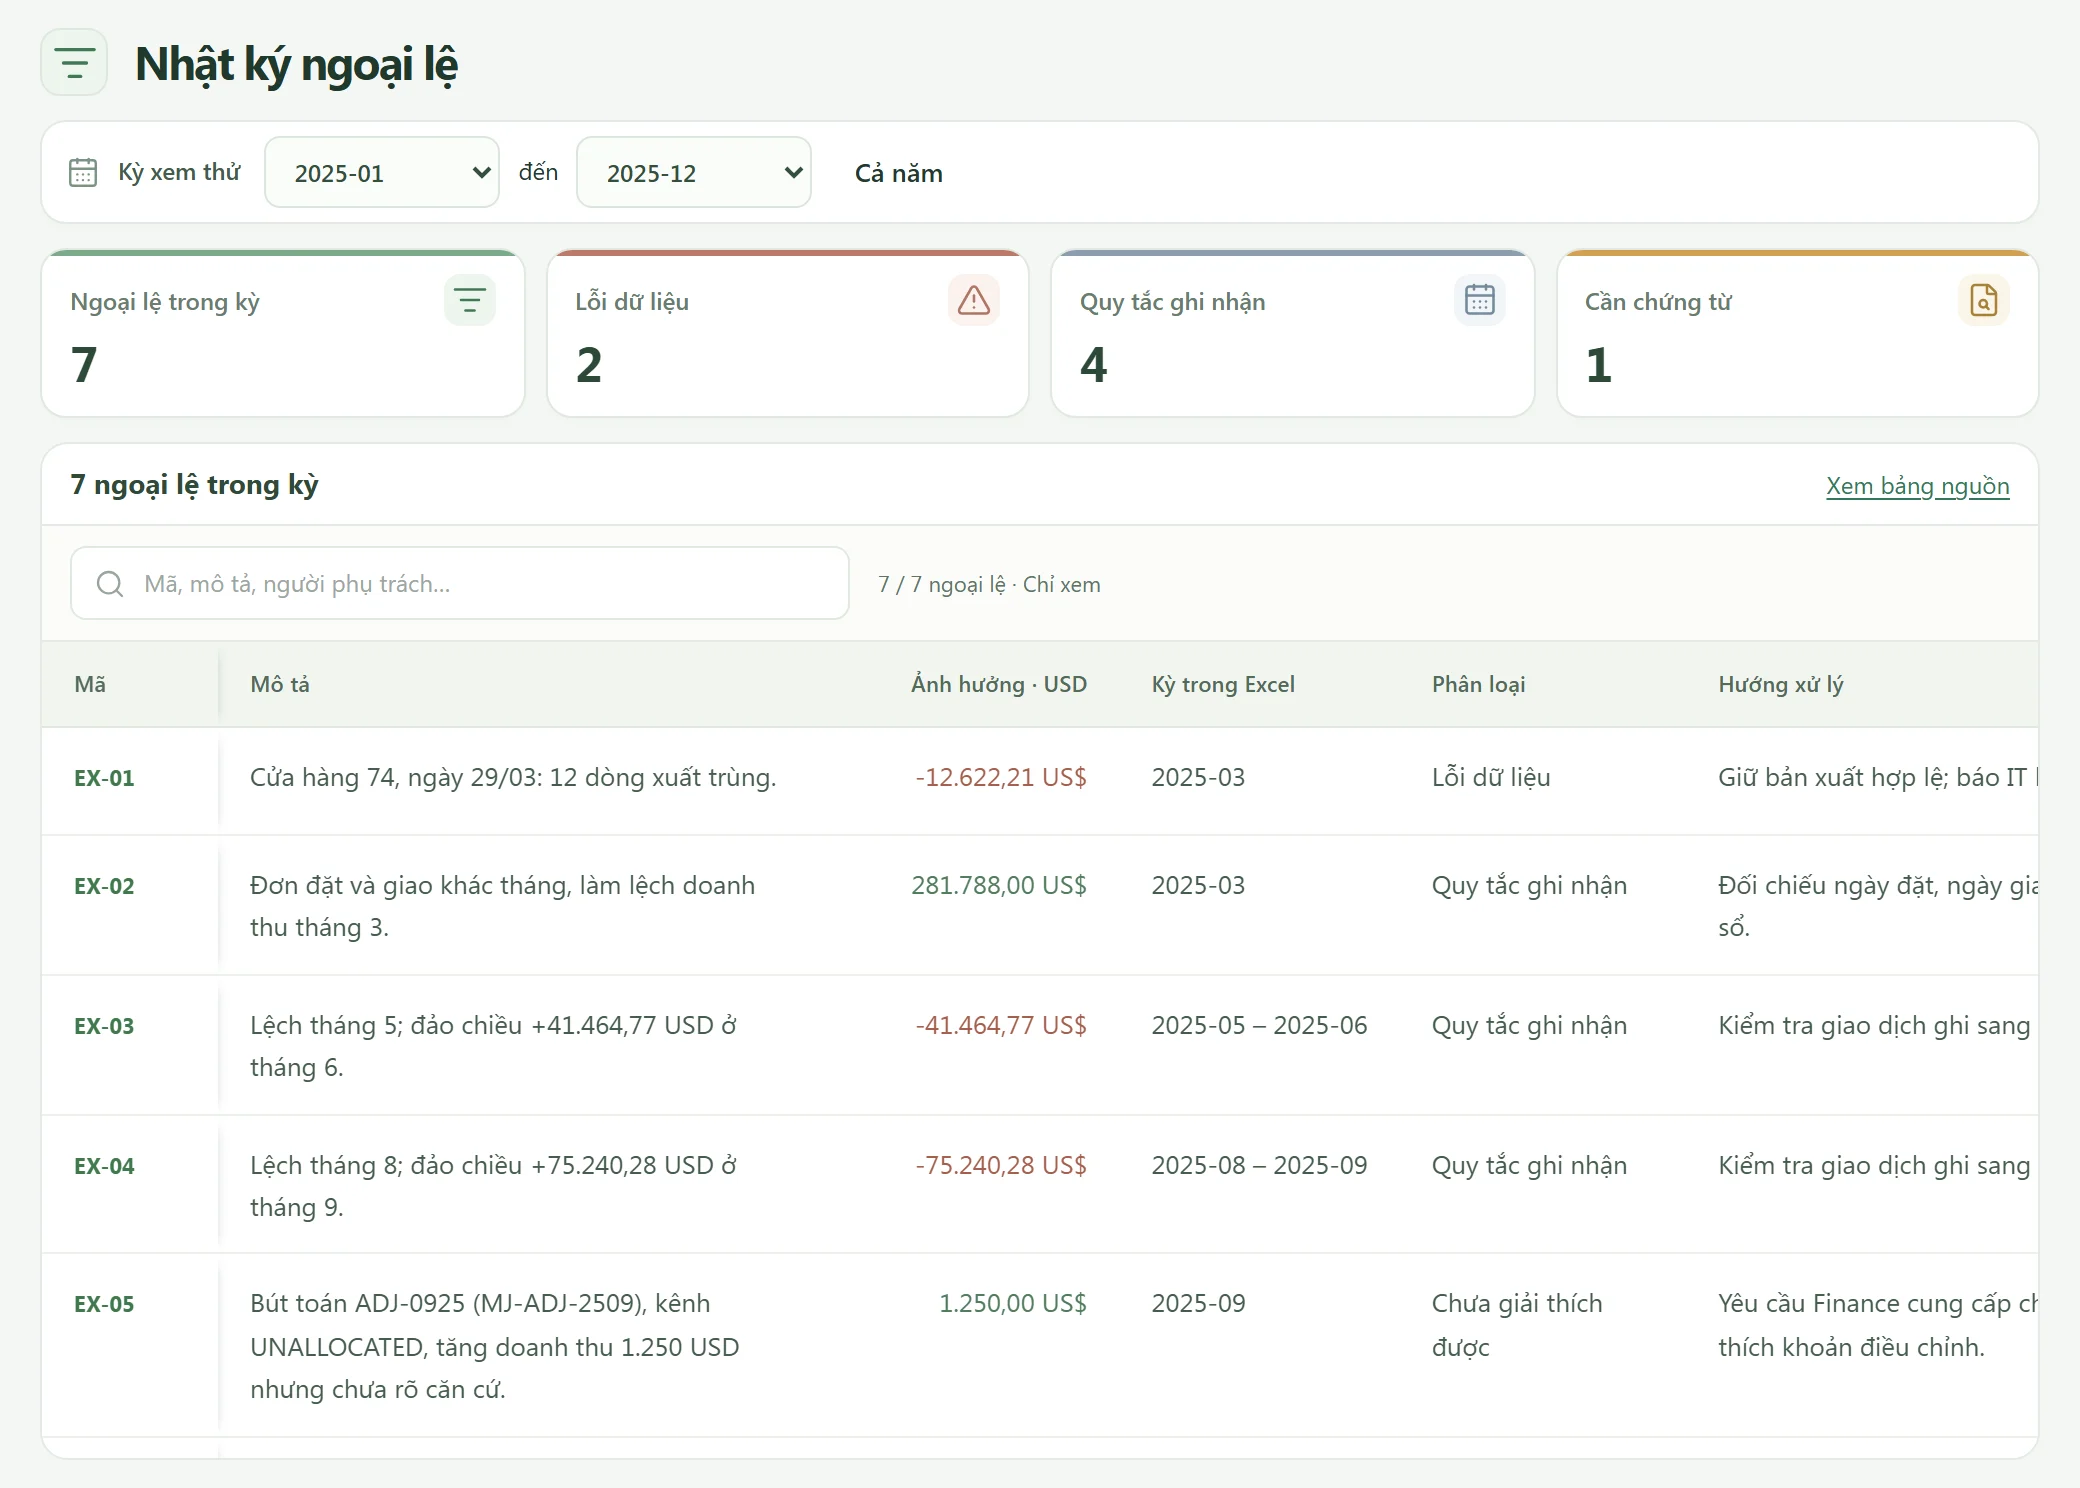 Nhật ký ngoại lệ
Kỳ xem thử 2025-01 đến 2025-12 Cả năm
Ngoại lệ trong kỳ
7
Lỗi dữ liệu
2
Quy tắc ghi nhận
4
Cần chứng từ
1
7 ngoại lệ trong kỳ
Xem bảng nguồn
Mã, mô tả, người phụ trách...
7 / 7 ngoại lệ · Chỉ xem
Mã Mô tả Ảnh hưởng · USD Kỳ trong Excel Phân loại Hướng xử lý
EX-01 Cửa hàng 74, ngày 29/03: 12 dòng xuất trùng. -12.622,21 US$ 2025-03 Lỗi dữ liệu Giữ bản xuất hợp lệ; báo IT
EX-02 Đơn đặt và giao khác tháng, làm lệch doanh 281.788,00 US$ 2025-03 Quy tắc ghi nhận Đối chiếu ngày đặt, ngày
thu tháng 3. sổ.
EX-03 Lệch tháng 5; đảo chiều +41.464,77 USD ở -41.464,77 US$ 2025-05 – 2025-06 Quy tắc ghi nhận Kiểm tra giao dịch ghi sang
tháng 6.
EX-04 Lệch tháng 8; đảo chiều +75.240,28 USD ở -75.240,28 US$ 2025-08 – 2025-09 Quy tắc ghi nhận Kiểm tra giao dịch ghi sang
tháng 9.
EX-05 Bút toán ADJ-0925 (MJ-ADJ-2509), kênh 1.250,00 US$ 2025-09 Chưa giải thích Yêu cầu Finance cung cấp
UNALLOCATED, tăng doanh thu 1.250 USD được thích khoản điều chỉnh.
nhưng chưa rõ căn cứ.